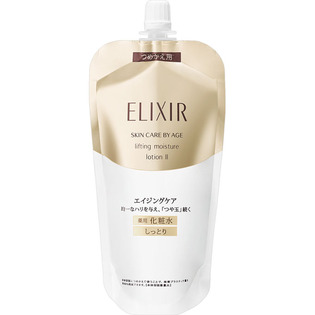 つめかえ用
ELIXIR
SKIN CARE BY AGE
lifting moisture
lotion II
エイジングケア
均一なハリを与え、「つや玉」続く
薬用 化粧水
しっとり